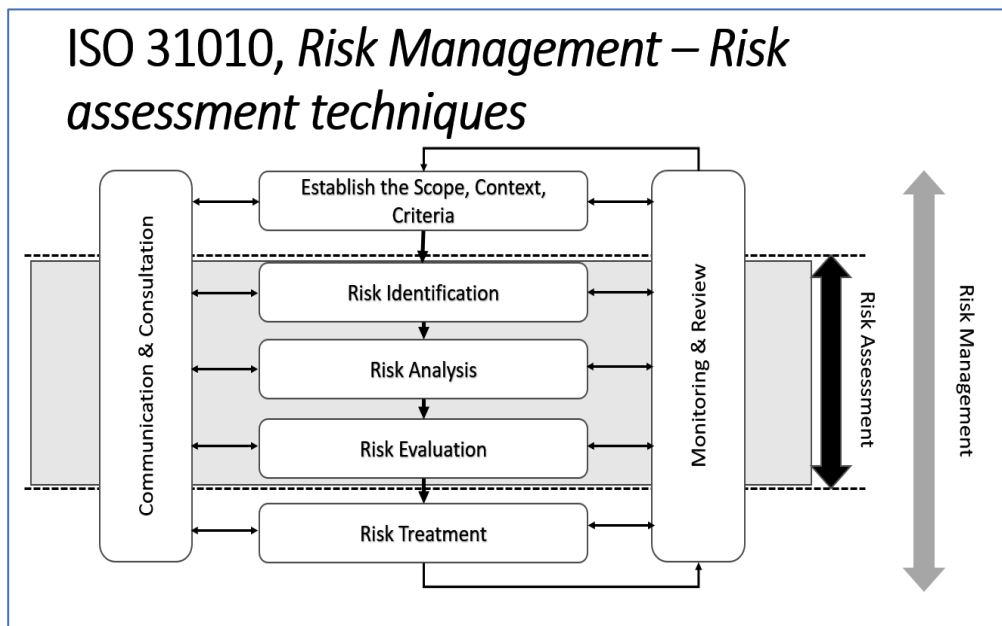 ISO 31010, Risk Management – Risk
assessment techniques
Communication & Consultation
Establish the Scope, Context,
Criteria
Risk Identification
Risk Analysis
Risk Evaluation
Risk Treatment
Monitoring & Review
Risk Assessment
Risk Management